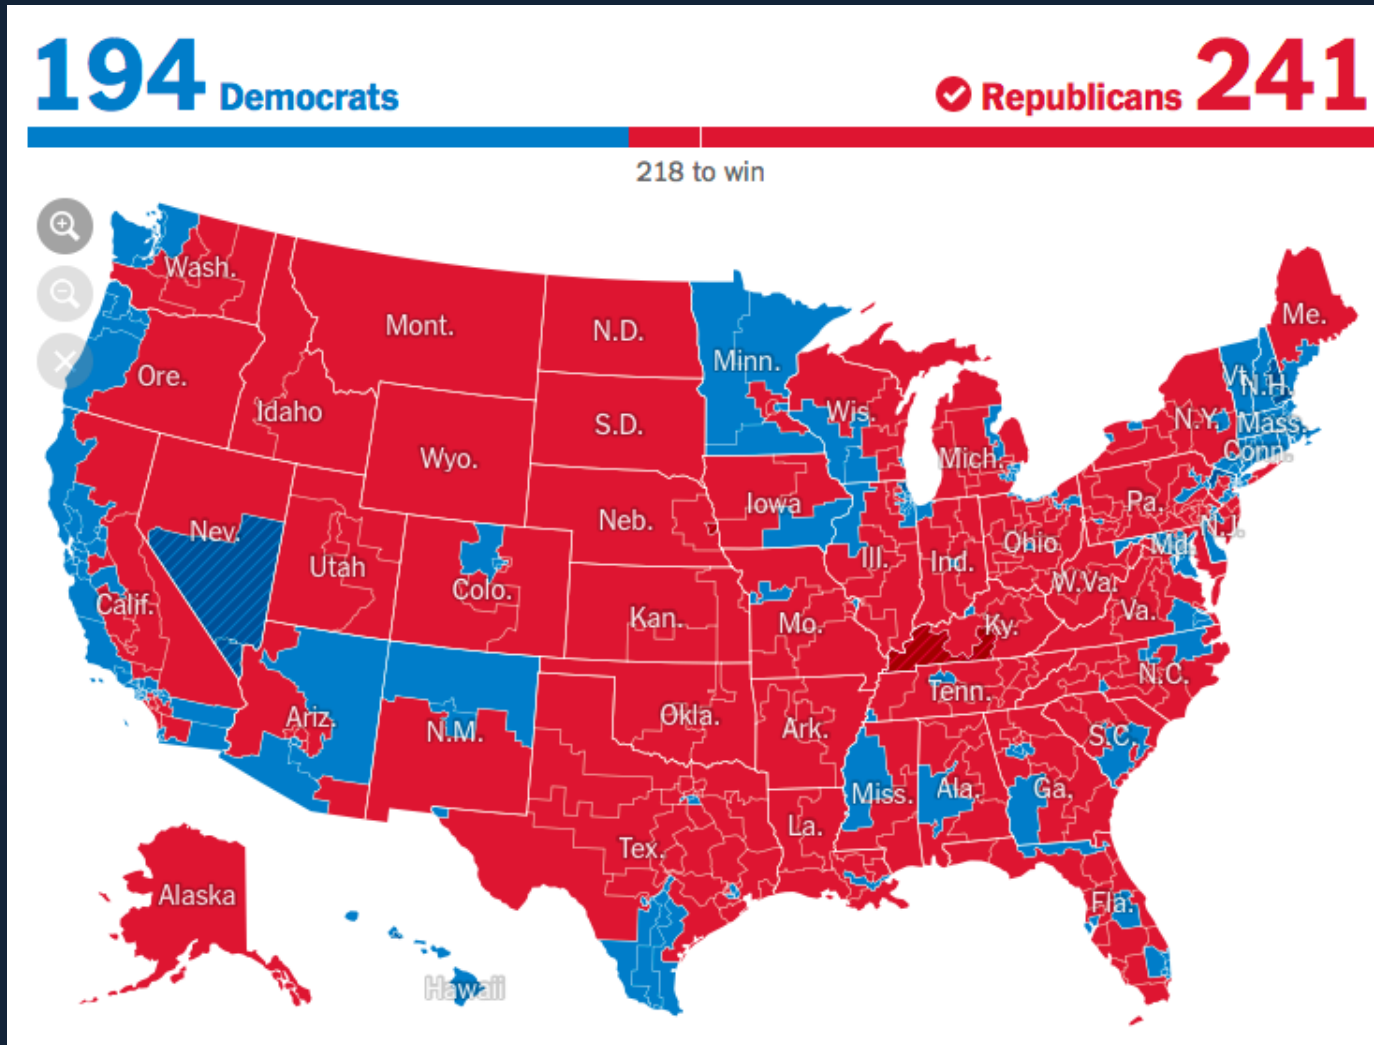 194 Democrats
Republicans 241
218 to win
Wash.
Mont.
N.D.
Minn.
Me.
Ore.
Idaho
S.D.
Wis.
Vt.
N.H.
N.Y.
Mass.
Wyo.
Mich.
Conn.
Nev.
Neb.
Iowa
Pa.
N.J.
Utah
Colo.
Ill.
Ind.
Ohio
Md.
W.Va.
Calif.
Kan.
Mo.
Ky.
Va.
Ariz.
N.M.
Okla.
Ark.
Tenn.
N.C.
S.C.
Tex.
La.
Miss.
Ala.
Ga.
Alaska
Hawaii
Fla.